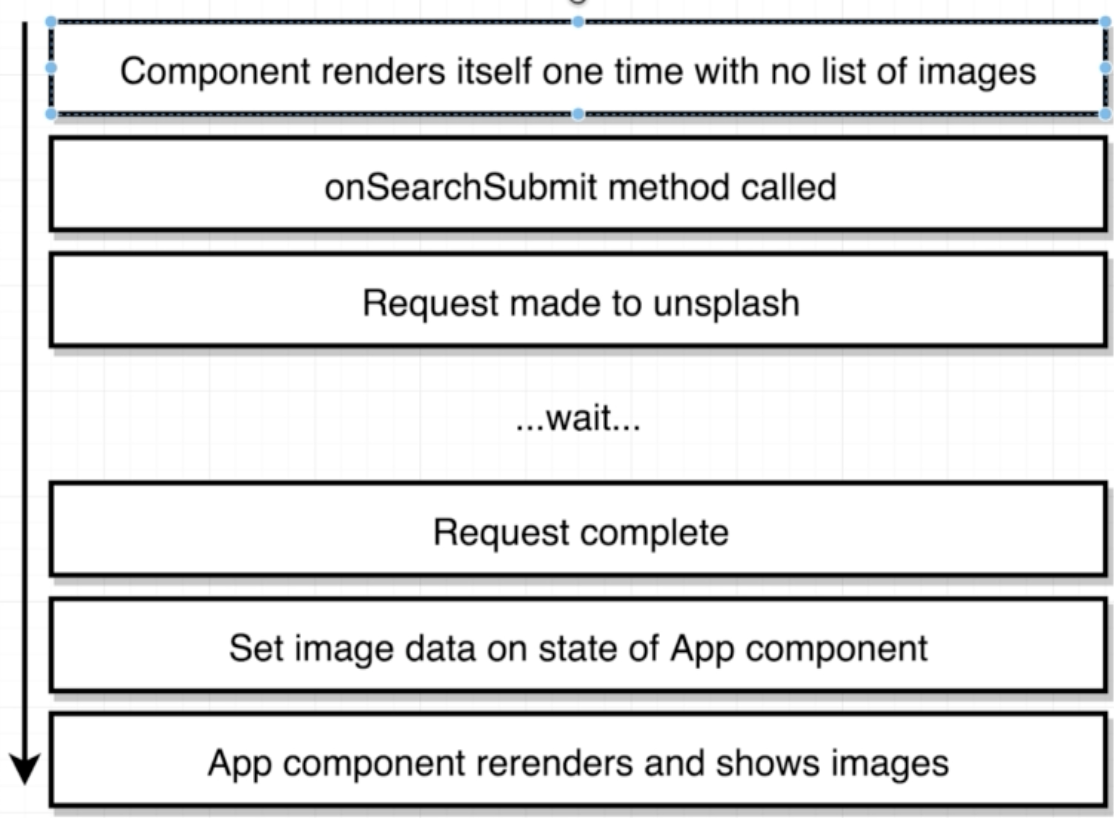 Component renders itself one time with no list of images
onSearchSubmit method called
Request made to unsplash
...wait...
Request complete
Set image data on state of App component
App component rerenders and shows images